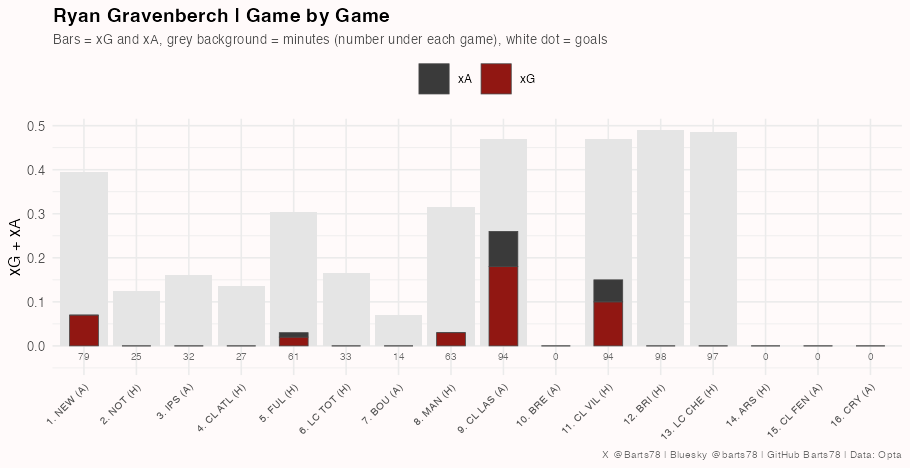 Ryan Gravenberch | Game by Game
Bars = xG and xA, grey background = minutes (number under each game), white dot = goals
xA xG
xG + xA
0.5
0.4
0.3
0.2
0.1
0.0
79 25 32 27 61 33 14 63 94 0 94 98 97 0 0 0
1. NEW (A)
2. NOT (H)
3. IPS (A)
4. CL ATL (H)
5. FUL (H)
6. LC TOT (H)
7. BOU (A)
8. MAN (H)
9. CL LAS (A)
10. BRE (A)
11. CL VIL (H)
12. BRI (H)
13. LC CHE (H)
14. ARS (H)
15. CL FEN (A)
16. CRY (A)
X @Barts78 | Bluesky @barts78 | GitHub Barts78 | Data: Opta